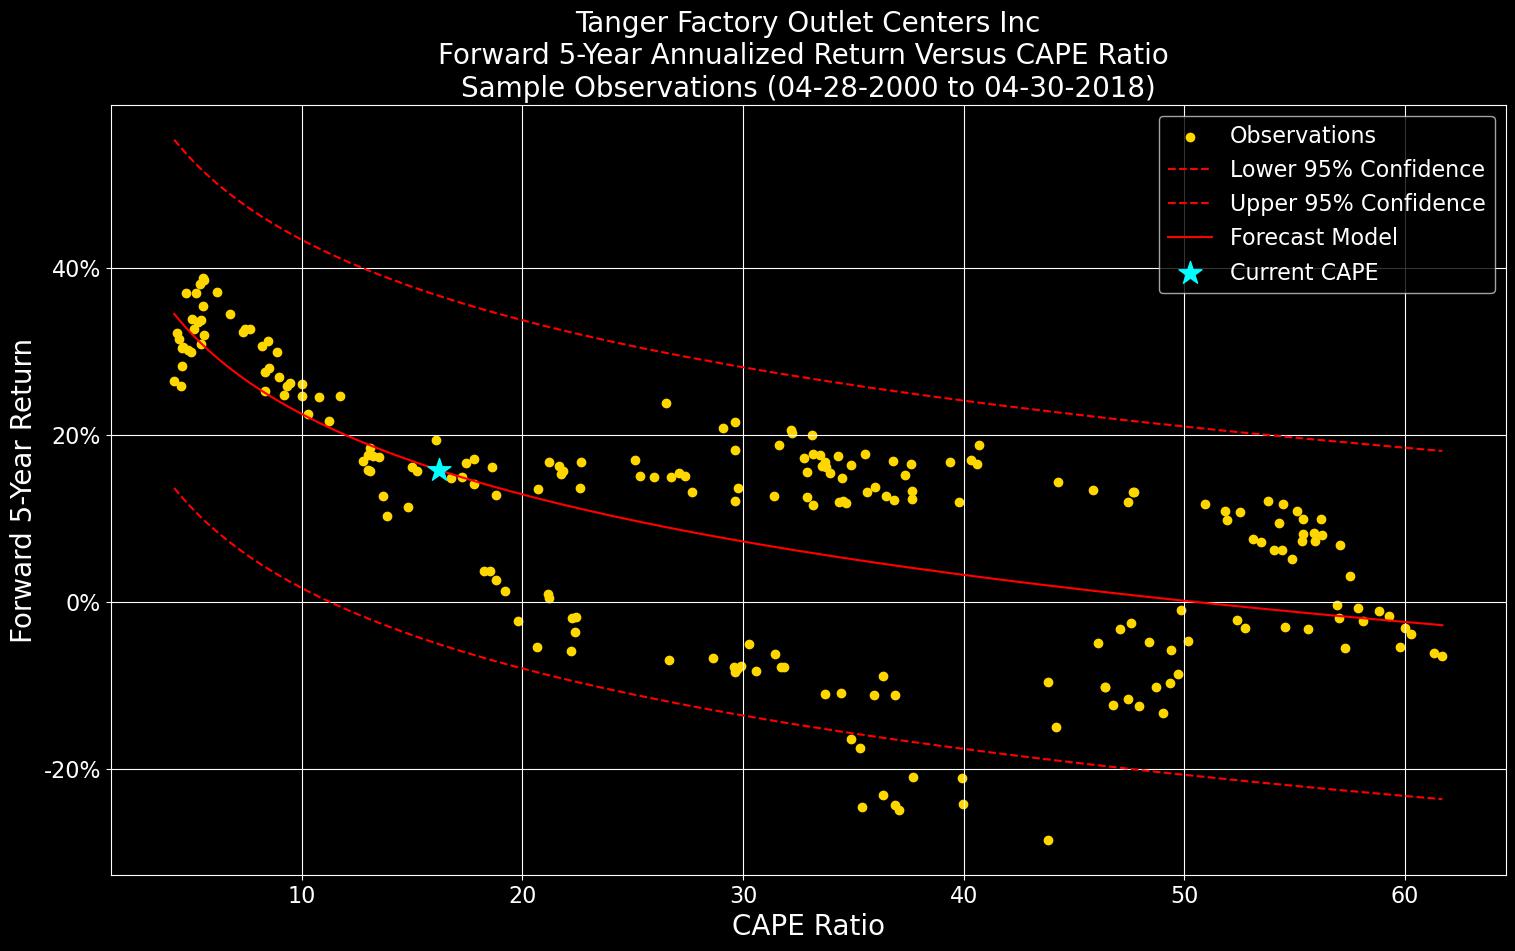 Tanger Factory Outlet Centers Inc
Forward 5-Year Annualized Return Versus CAPE Ratio
Sample Observations (04-28-2000 to 04-30-2018)
Observations
Lower 95% Confidence
Upper 95% Confidence
Forecast Model
Current CAPE
Forward 5-Year Return
40%
20%
0%
-20%
10 20 30 40 50 60
CAPE Ratio